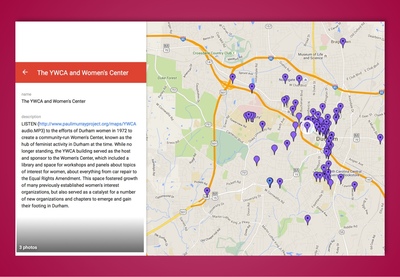 The YWCA and Women's Center
name
The YWCA and Women's Center
description
LISTEN (http://www.paulimurrayproject.org/maps/YWCA
audio.MP3) to the efforts of Durham women in 1972 to
create a community-run Women's Center, known as the
hub of feminist activity in Durham at the time. While no
longer standing, the YWCA building served as the host
and sponsor to the Women's Center, which included a
library and space for workshops and panels about topics
of interest for women, about everything from car repair to
the Equal Rights Amendment. This space fostered growth
of many previously established women's interest
organizations, but also served as a catalyst for a number
of new organizations and chapters to emerge and gain
their footing in Durham.
3 photos
Museum of Life
and Science